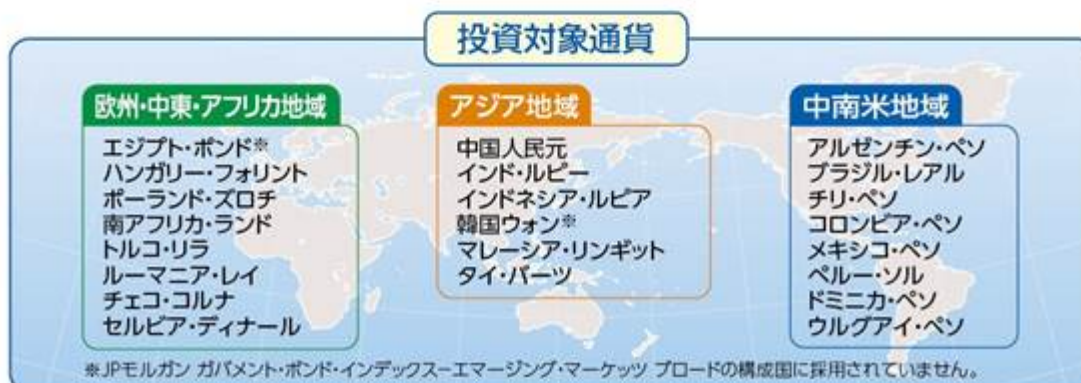 投資対象通貨
欧州・中東・アフリカ地域
エジプト・ポンド※
ハンガリー・フォリント
ポーランド・ズロチ
南アフリカ・ランド
トルコ・リラ
ルーマニア・レイ
チェコ・コルナ
セルビア・ディナール
アジア地域
中国人民元
インド・ルピー
インドネシア・ルピア
韓国ウォン※
マレーシア・リンギット
タイ・バーツ
中南米地域
アルゼンチン・ペソ
ブラジル・レアル
チリ・ペソ
コロンビア・ペソ
メキシコ・ペソ
ペルー・ソル
ドミニカ・ペソ
ウルグアイ・ペソ
※JPモルガン ガバメント・ボンド・インデックス-エマージング・マーケッツ ブロードの構成国に採用されていません。